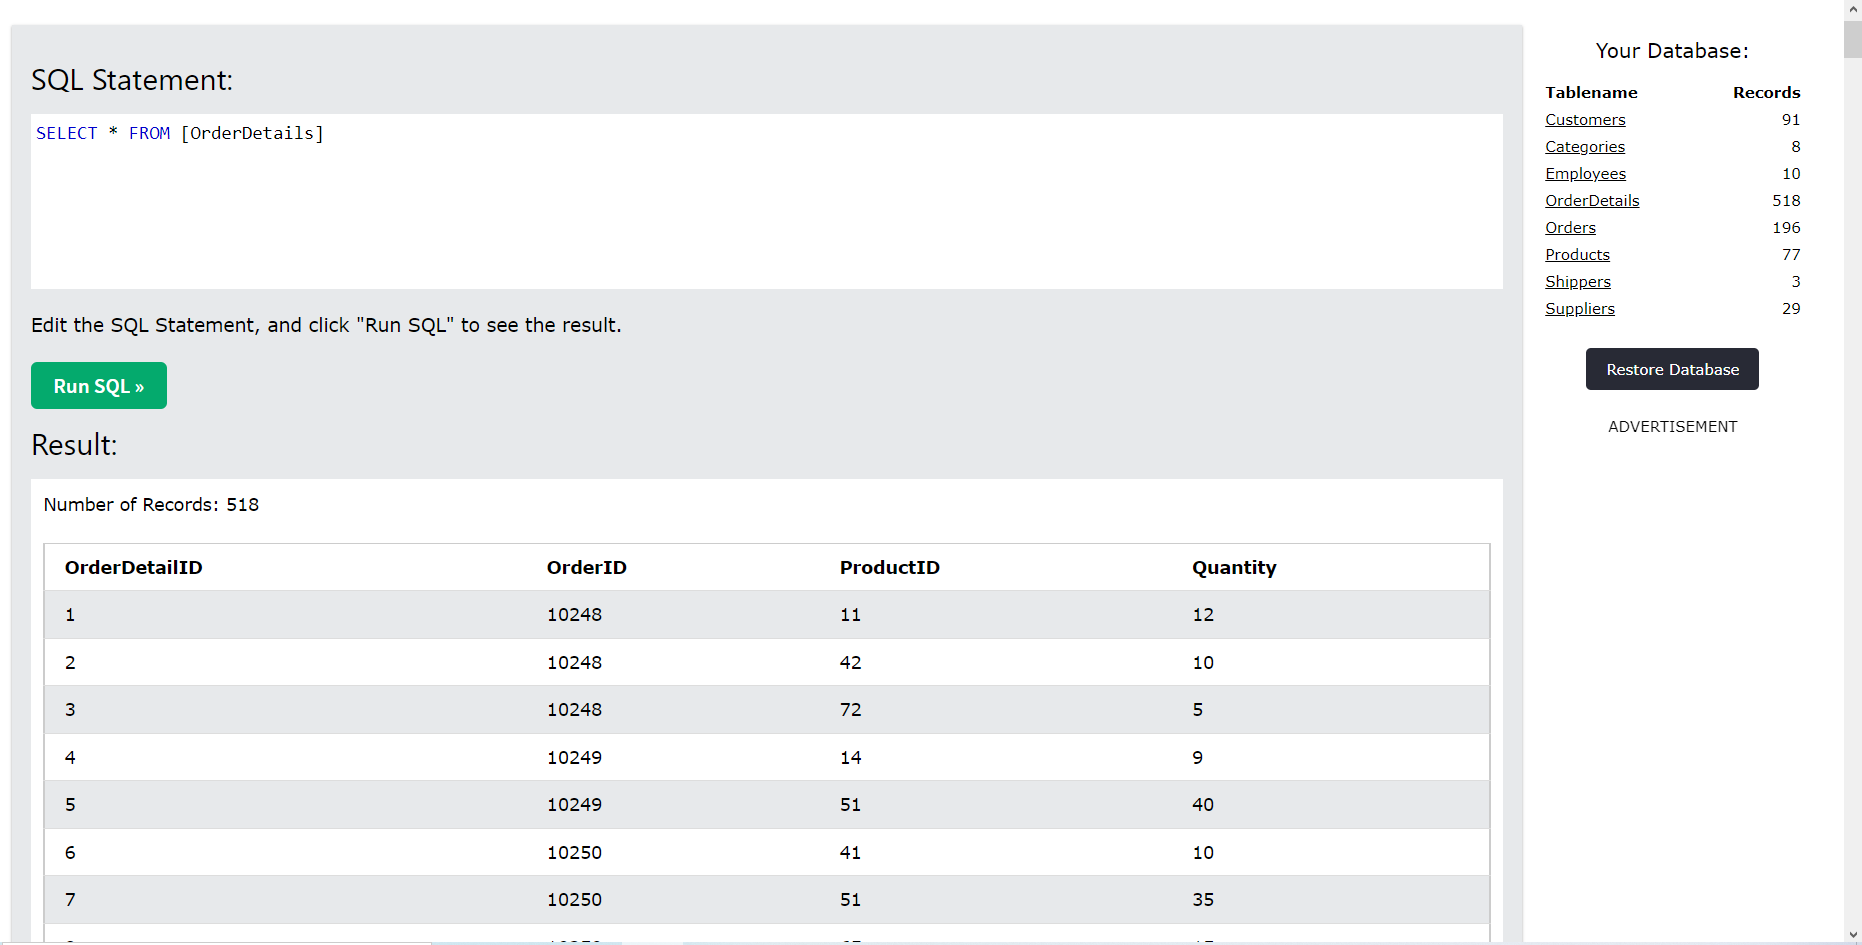 SQL Statement:
SELECT * FROM [OrderDetails]
Edit the SQL Statement, and click "Run SQL" to see the result.
Run SQL »
Result:
Number of Records: 518
OrderDetailID OrderID ProductID Quantity
1 10248 11 12
2 10248 42 10
3 10248 72 5
4 10249 14 9
5 10249 51 40
6 10250 41 10
7 10250 51 35
Your Database:
Tablename Records
Customers 91
Categories 8
Employees 10
OrderDetails 518
Orders 196
Products 77
Shippers 3
Suppliers 29
Restore Database
ADVERTISEMENT